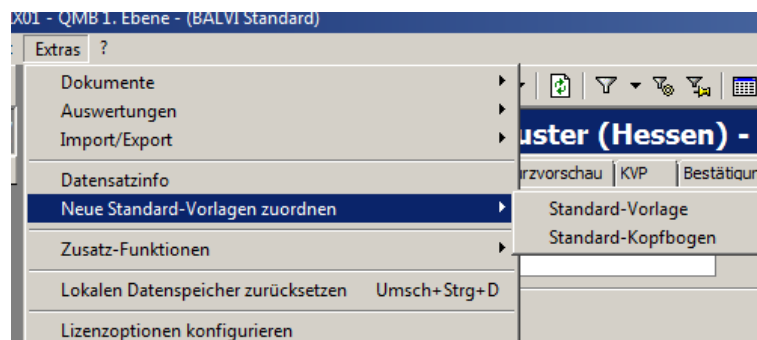 X01 - QMB 1. Ebene - (BALVI Standard)
Extras ?
Dokumente
Auswertungen
Import/Export
uster (Hessen) -
Datensatzinfo
rzvorschau KVP Bestätigun
Neue Standard-Vorlagen zuordnen
Standard-Vorlage
Standard-Kopfbogen
Zusatz-Funktionen
Lokalen Datenspeicher zurücksetzen Umsch+Strg+D
Lizenzoptionen konfigurieren